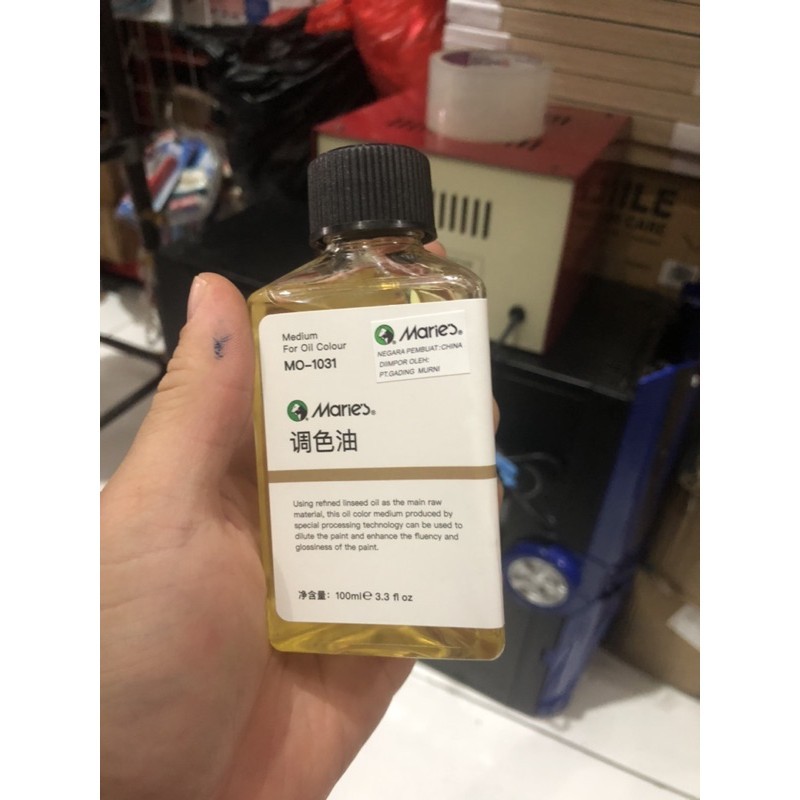 Medium
For Oil Colour
MO-1031
Marie's®
NEGARA PEMBUAT:CHINA
DIIMPOR OLEH:
PT.GADING MURNI
Marie's®
调色油
Using refined linseed oil as the main raw
material, this oil color medium produced by
special processing technology can be used to
dilute the paint and enhance the fluency and
glossiness of the paint.
净含量: 100ml℮ 3.3 fl oz
CARE